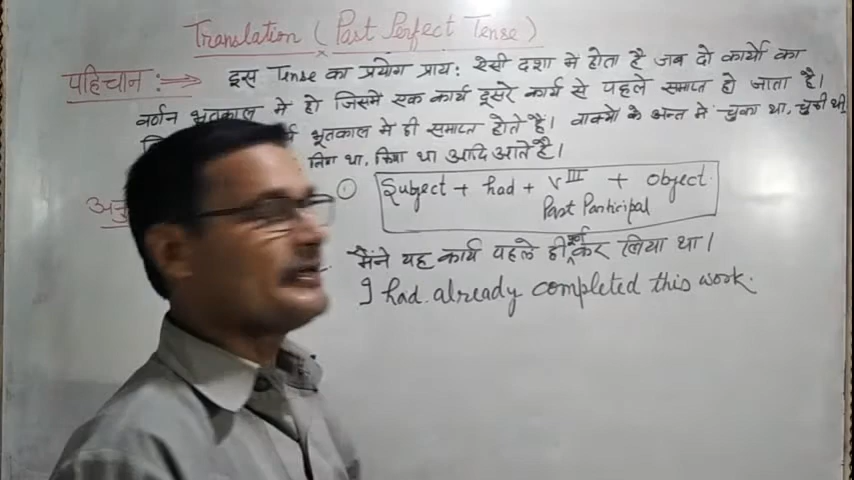 Translation (Past Perfect Tense)
पहिचान :⇒ इस Tense का प्रयोग प्राय: ऐसी दशा में होता है जब दो कार्यो का
वर्णन भूतकाल मे हो जिसमें एक कार्य दूसरे कार्य से पहले समाप्त हो जाता है।
भूतकाल में ही समाप्त होते है। वाक्यो के अन्त मे चुका था, चुकी थी,
लिया था, किया था आदि आते है।
① Subject + had + V III + Object.
Past Participal
मैंने यह कार्य पहले ही पूर्ण कर लिया था।
I had already completed this work.